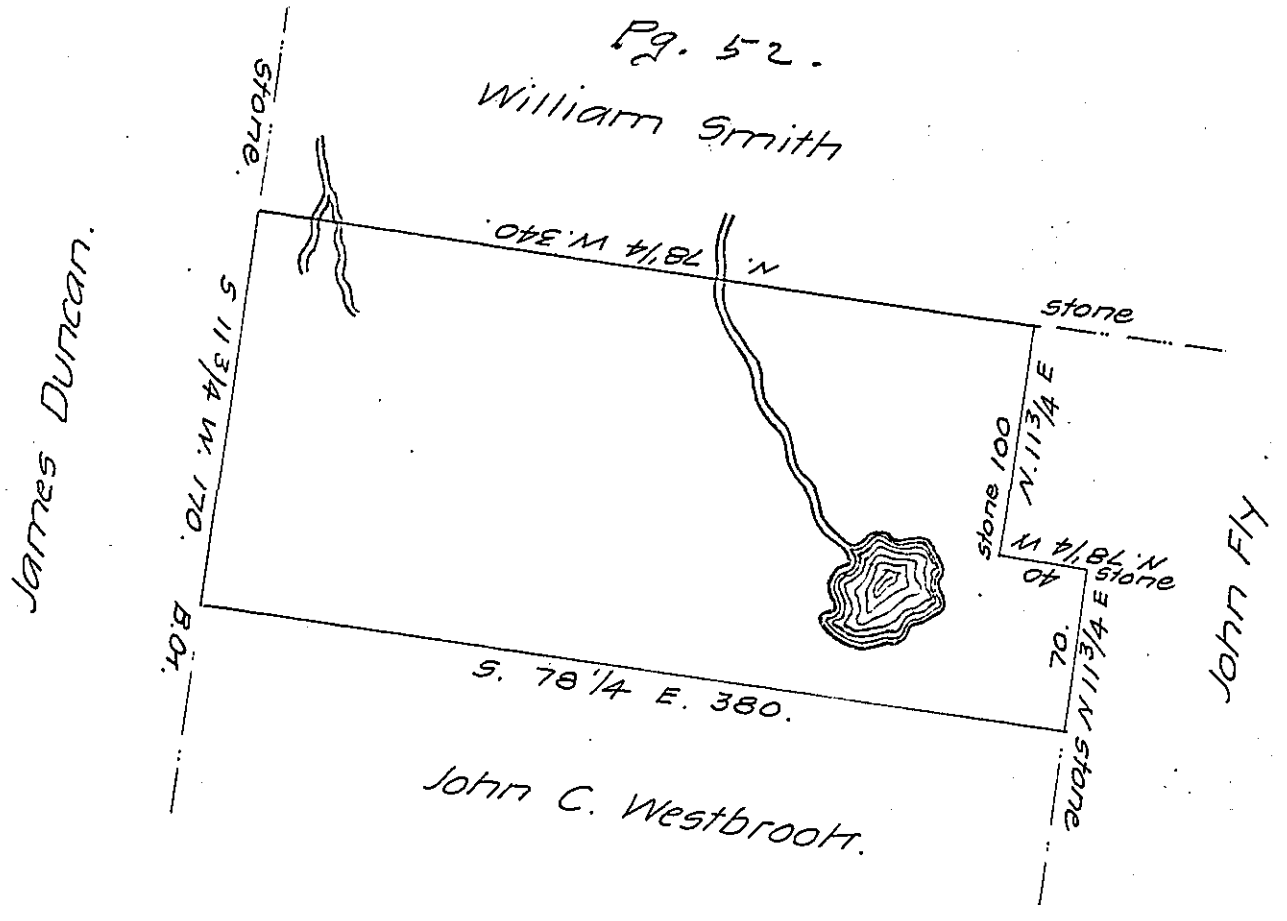 Pg. 52.
William Smith
stone.
N. 78 1/4 W. 340.
stone
James Duncan.
S 11 3/4 W. 170.
N. 11 3/4 E
stone 100
N. 78 1/4 W
40
stone
John Fly
B.Or.
S. 78 1/4 E. 380.
70.
N 11 3/4 E
stone
John C. Westbrook.